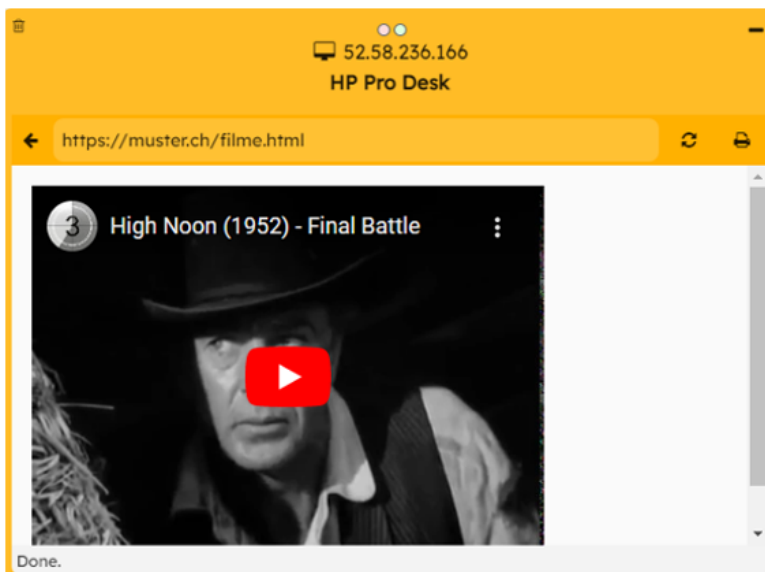 52.58.236.166
HP Pro Desk
https://muster.ch/filme.html
3 High Noon (1952) - Final Battle
Done.